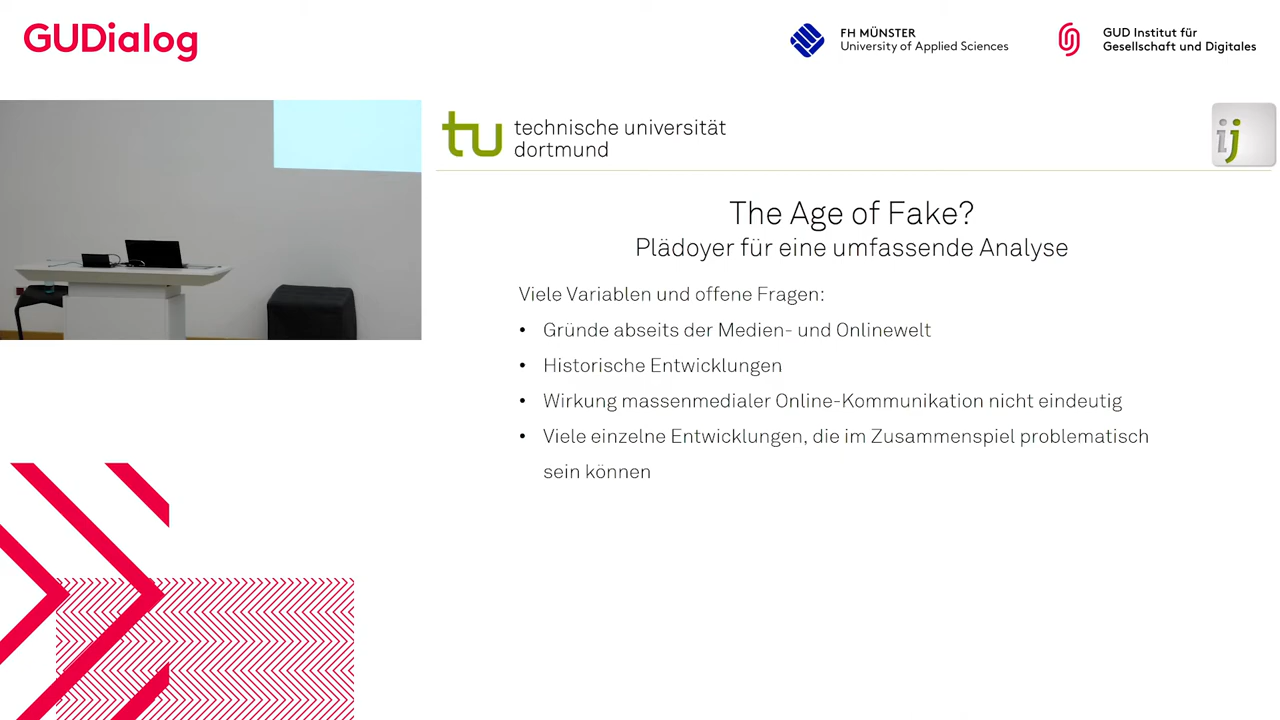 GUDialog
FH MÜNSTER
University of Applied Sciences
GUD Institut für
Gesellschaft und Digitales
tu technische universität
dortmund
ij
The Age of Fake?
Plädoyer für eine umfassende Analyse
Viele Variablen und offene Fragen:
• Gründe abseits der Medien- und Onlinewelt
• Historische Entwicklungen
• Wirkung massenmedialer Online-Kommunikation nicht eindeutig
• Viele einzelne Entwicklungen, die im Zusammenspiel problematisch
sein können